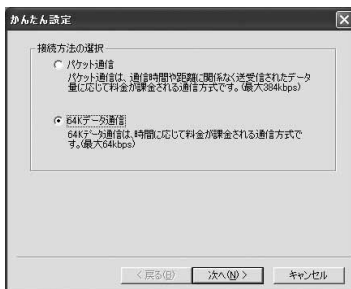 かんたん設定
接続方法の選択
パケット通信
パケット通信は、通信時間や距離に関係なく送受信されたデータ
量に応じて料金が課金される通信方式です。(最大384kbps)
64Kデータ通信
64Kデータ通信は、時間に応じて料金が課金される通信方式で
す。(最大64kbps)
< 戻る(B)
次へ(N) >
キャンセル